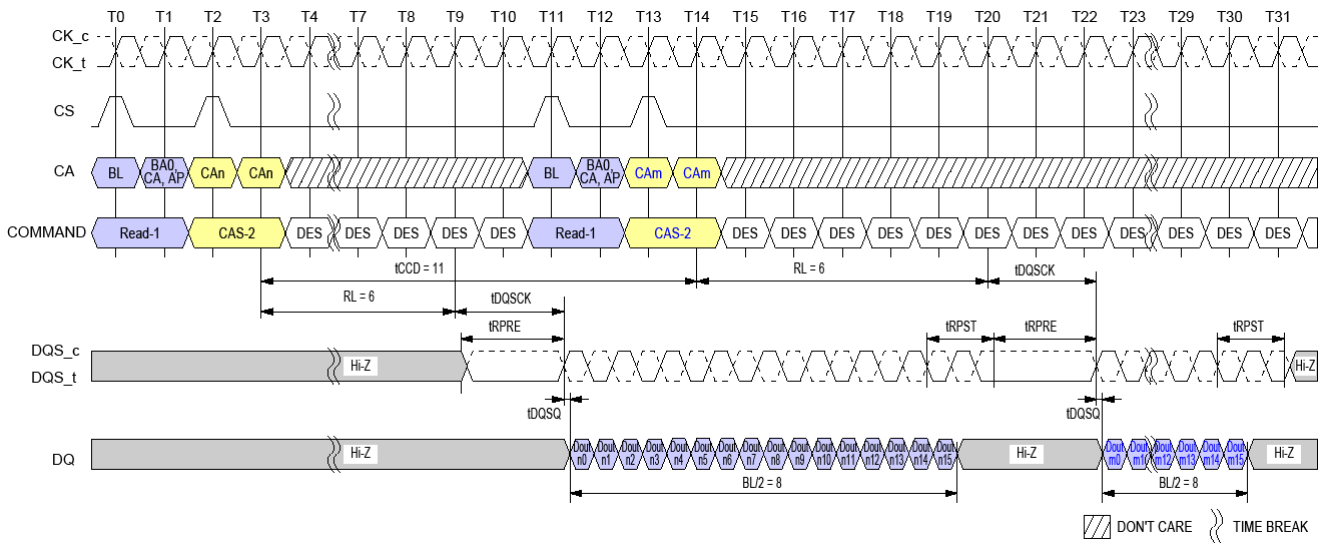 T0 T1 T2 T3 T4 T7 T8 T9 T10 T11 T12 T13 T14 T15 T16 T17 T18 T19 T20 T21 T22 T23 T29 T30 T31
CK_c
CK_t
CS
CA BL BA0, CA, AP CAn CAn BL BA0, CA, AP CAm CAm
COMMAND Read-1 CAS-2 DES DES DES DES DES Read-1 CAS-2 DES DES DES DES DES DES DES DES DES DES DES DES
tCCD = 11 RL = 6 tDQSCK
RL = 6 tDQSCK
tRPRE tRPST tRPRE tRPST
DQS_c
DQS_t
Hi-Z Hi-Z
tDQSQ tDQSQ
DQ Hi-Z Dout n0 Dout n1 Dout n2 Dout n3 Dout n4 Dout n5 Dout n6 Dout n7 Dout n8 Dout n9 Dout n10 Dout n11 Dout n12 Dout n13 Dout n14 Dout n15 Hi-Z Dout m0 Dout Dout m12 Dout m13 Dout m14 Dout m15 Hi-Z
BL/2 = 8 BL/2 = 8
DON'T CARE TIME BREAK